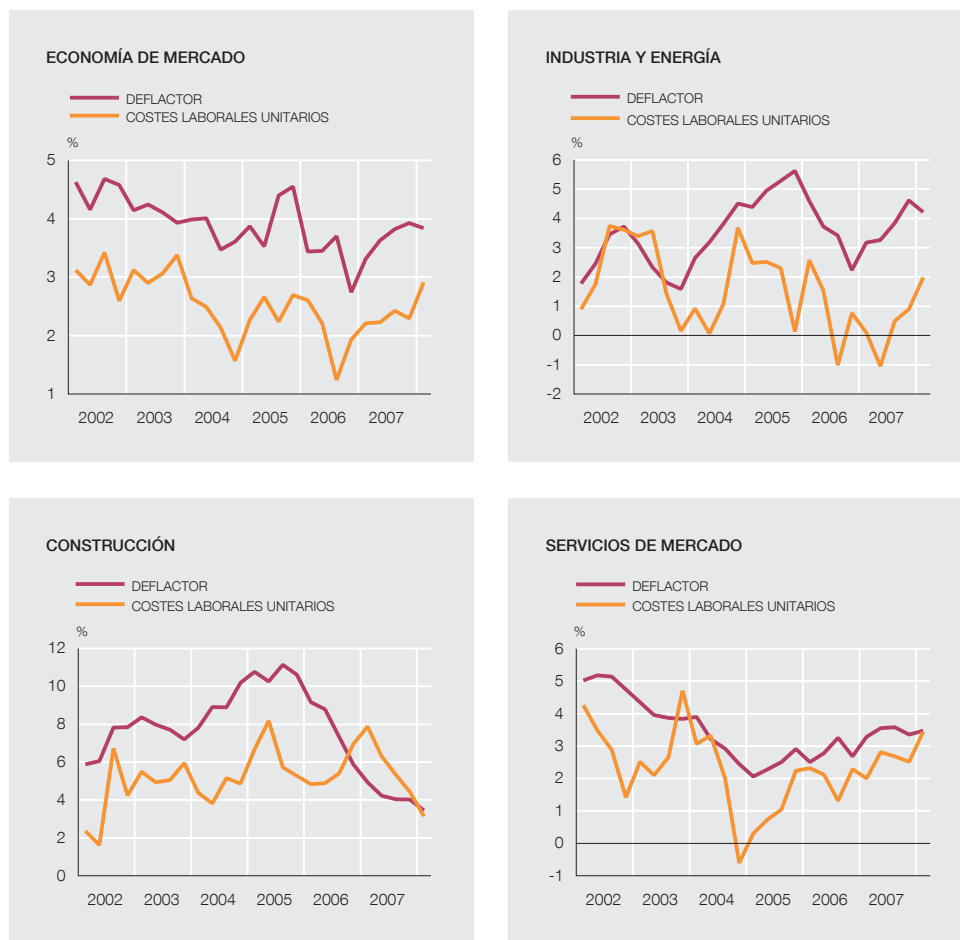 ECONOMÍA DE MERCADO
DEFLACTOR
COSTES LABORALES UNITARIOS
%
5
4
3
2
1
2002 2003 2004 2005 2006 2007
INDUSTRIA Y ENERGÍA
DEFLACTOR
COSTES LABORALES UNITARIOS
%
6
5
4
3
2
1
0
-1
-2
2002 2003 2004 2005 2006 2007
CONSTRUCCIÓN
DEFLACTOR
COSTES LABORALES UNITARIOS
%
12
10
8
6
4
2
0
2002 2003 2004 2005 2006 2007
SERVICIOS DE MERCADO
DEFLACTOR
COSTES LABORALES UNITARIOS
%
6
5
4
3
2
1
0
-1
2002 2003 2004 2005 2006 2007